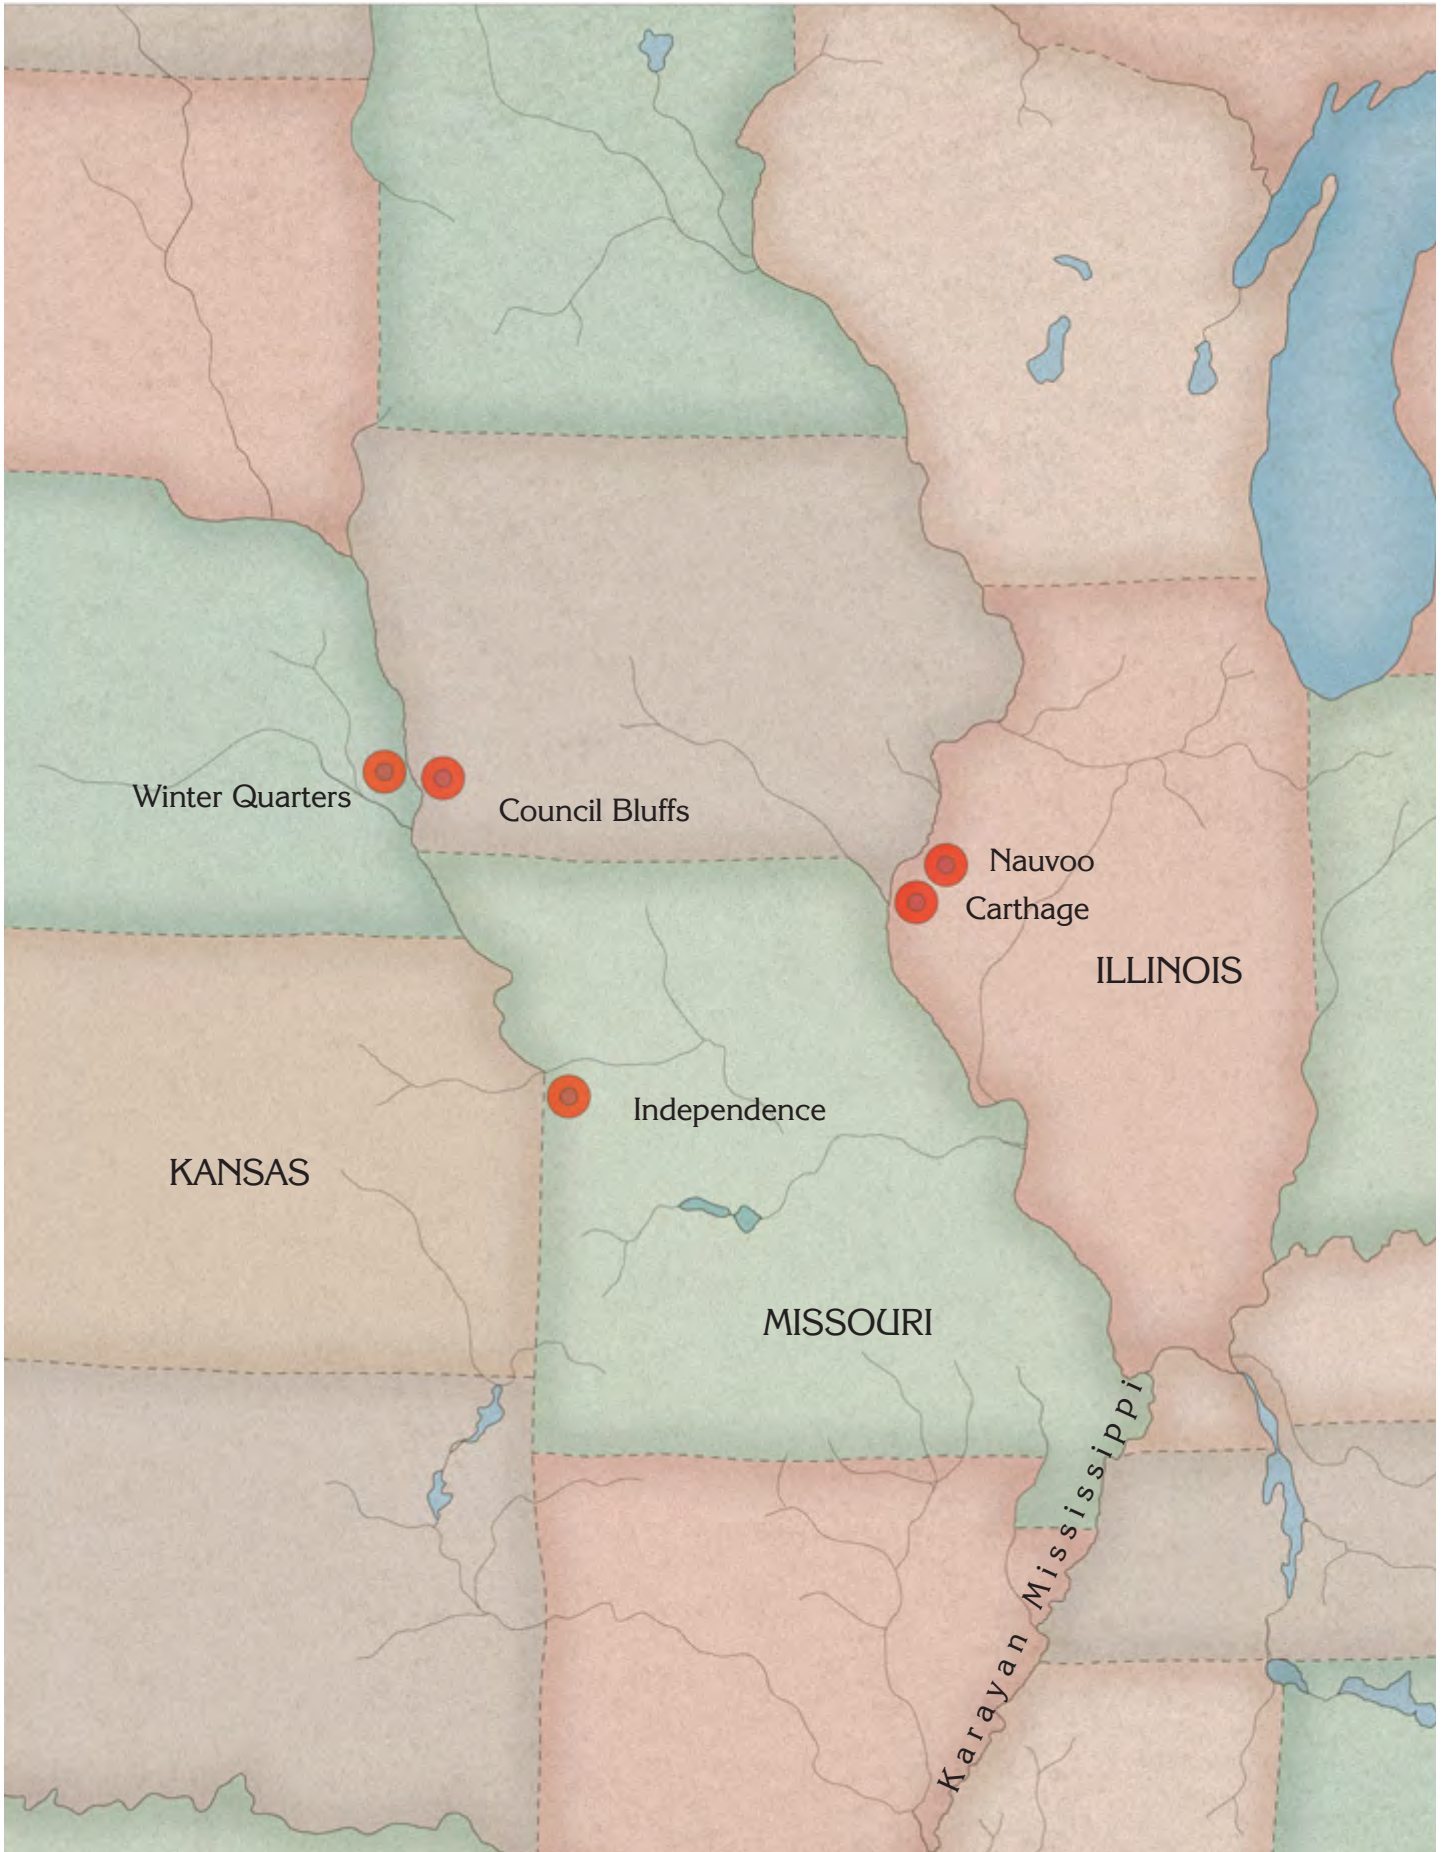 Winter Quarters
Council Bluffs
Nauvoo
Carthage
ILLINOIS
Independence
KANSAS
MISSOURI
Karayan Mississippi